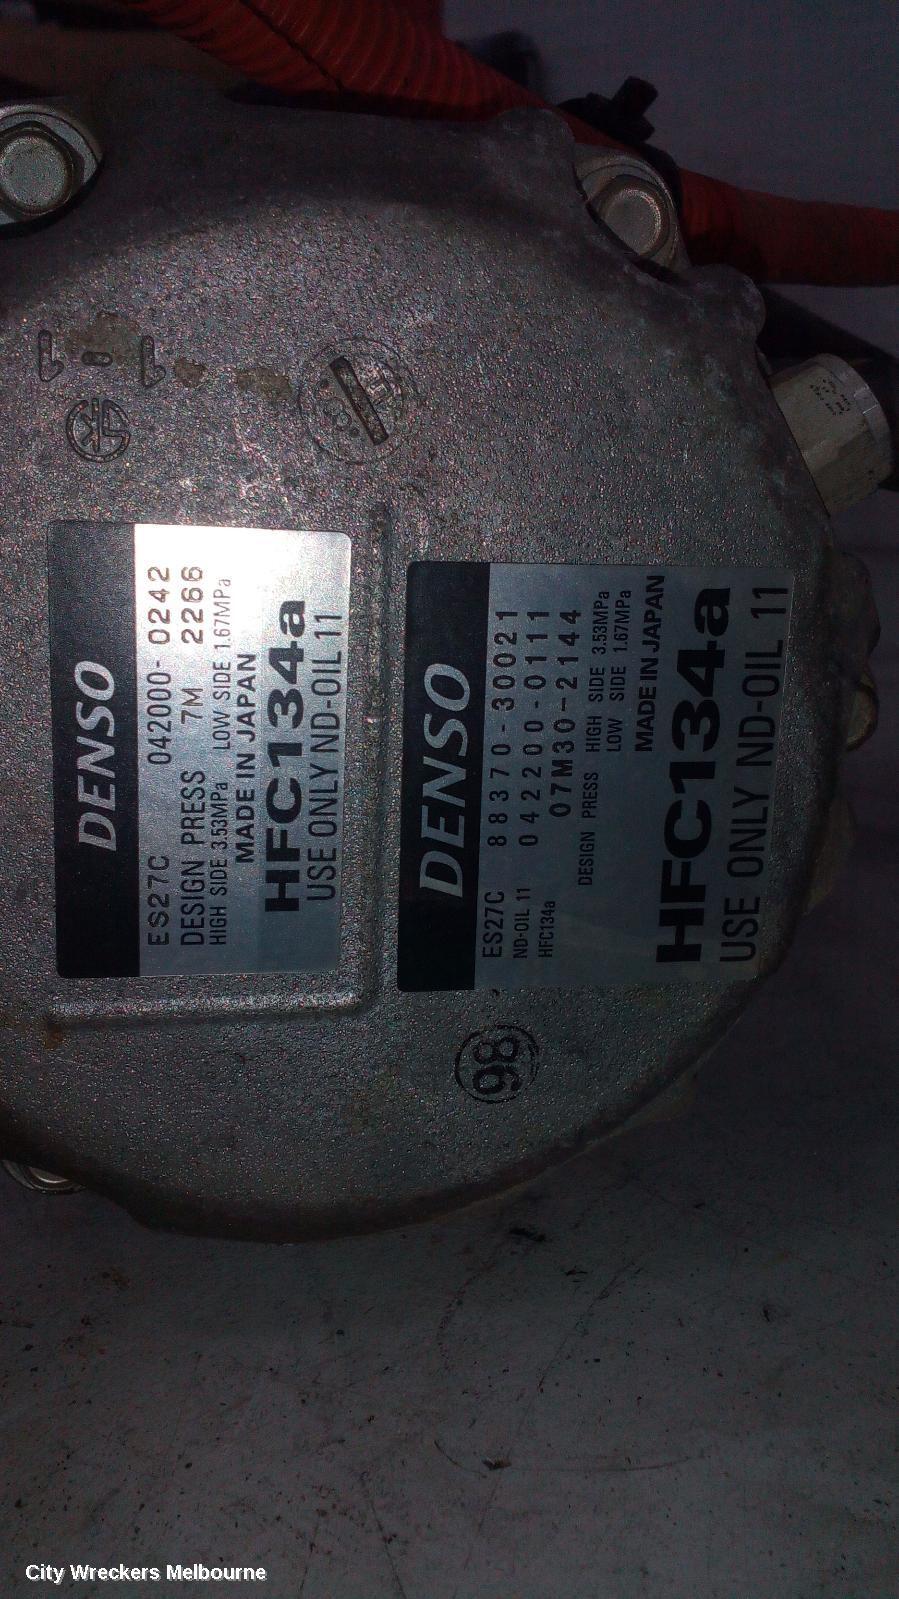 DENSO
ES27C 042000-0242
DESIGN PRESS 7M 2266
HIGH SIDE 3.53MPa LOW SIDE 1.67MPa
MADE IN JAPAN
HFC134a
USE ONLY ND-OIL 11
DENSO
ES27C 88370-30021
ND-OIL 11 042200-0111
HFC134a 07M30-2144
DESIGN PRESS HIGH SIDE 3.53MPa
LOW SIDE 1.67MPa
MADE IN JAPAN
HFC134a
USE ONLY ND-OIL 11
98
City Wreckers Melbourne